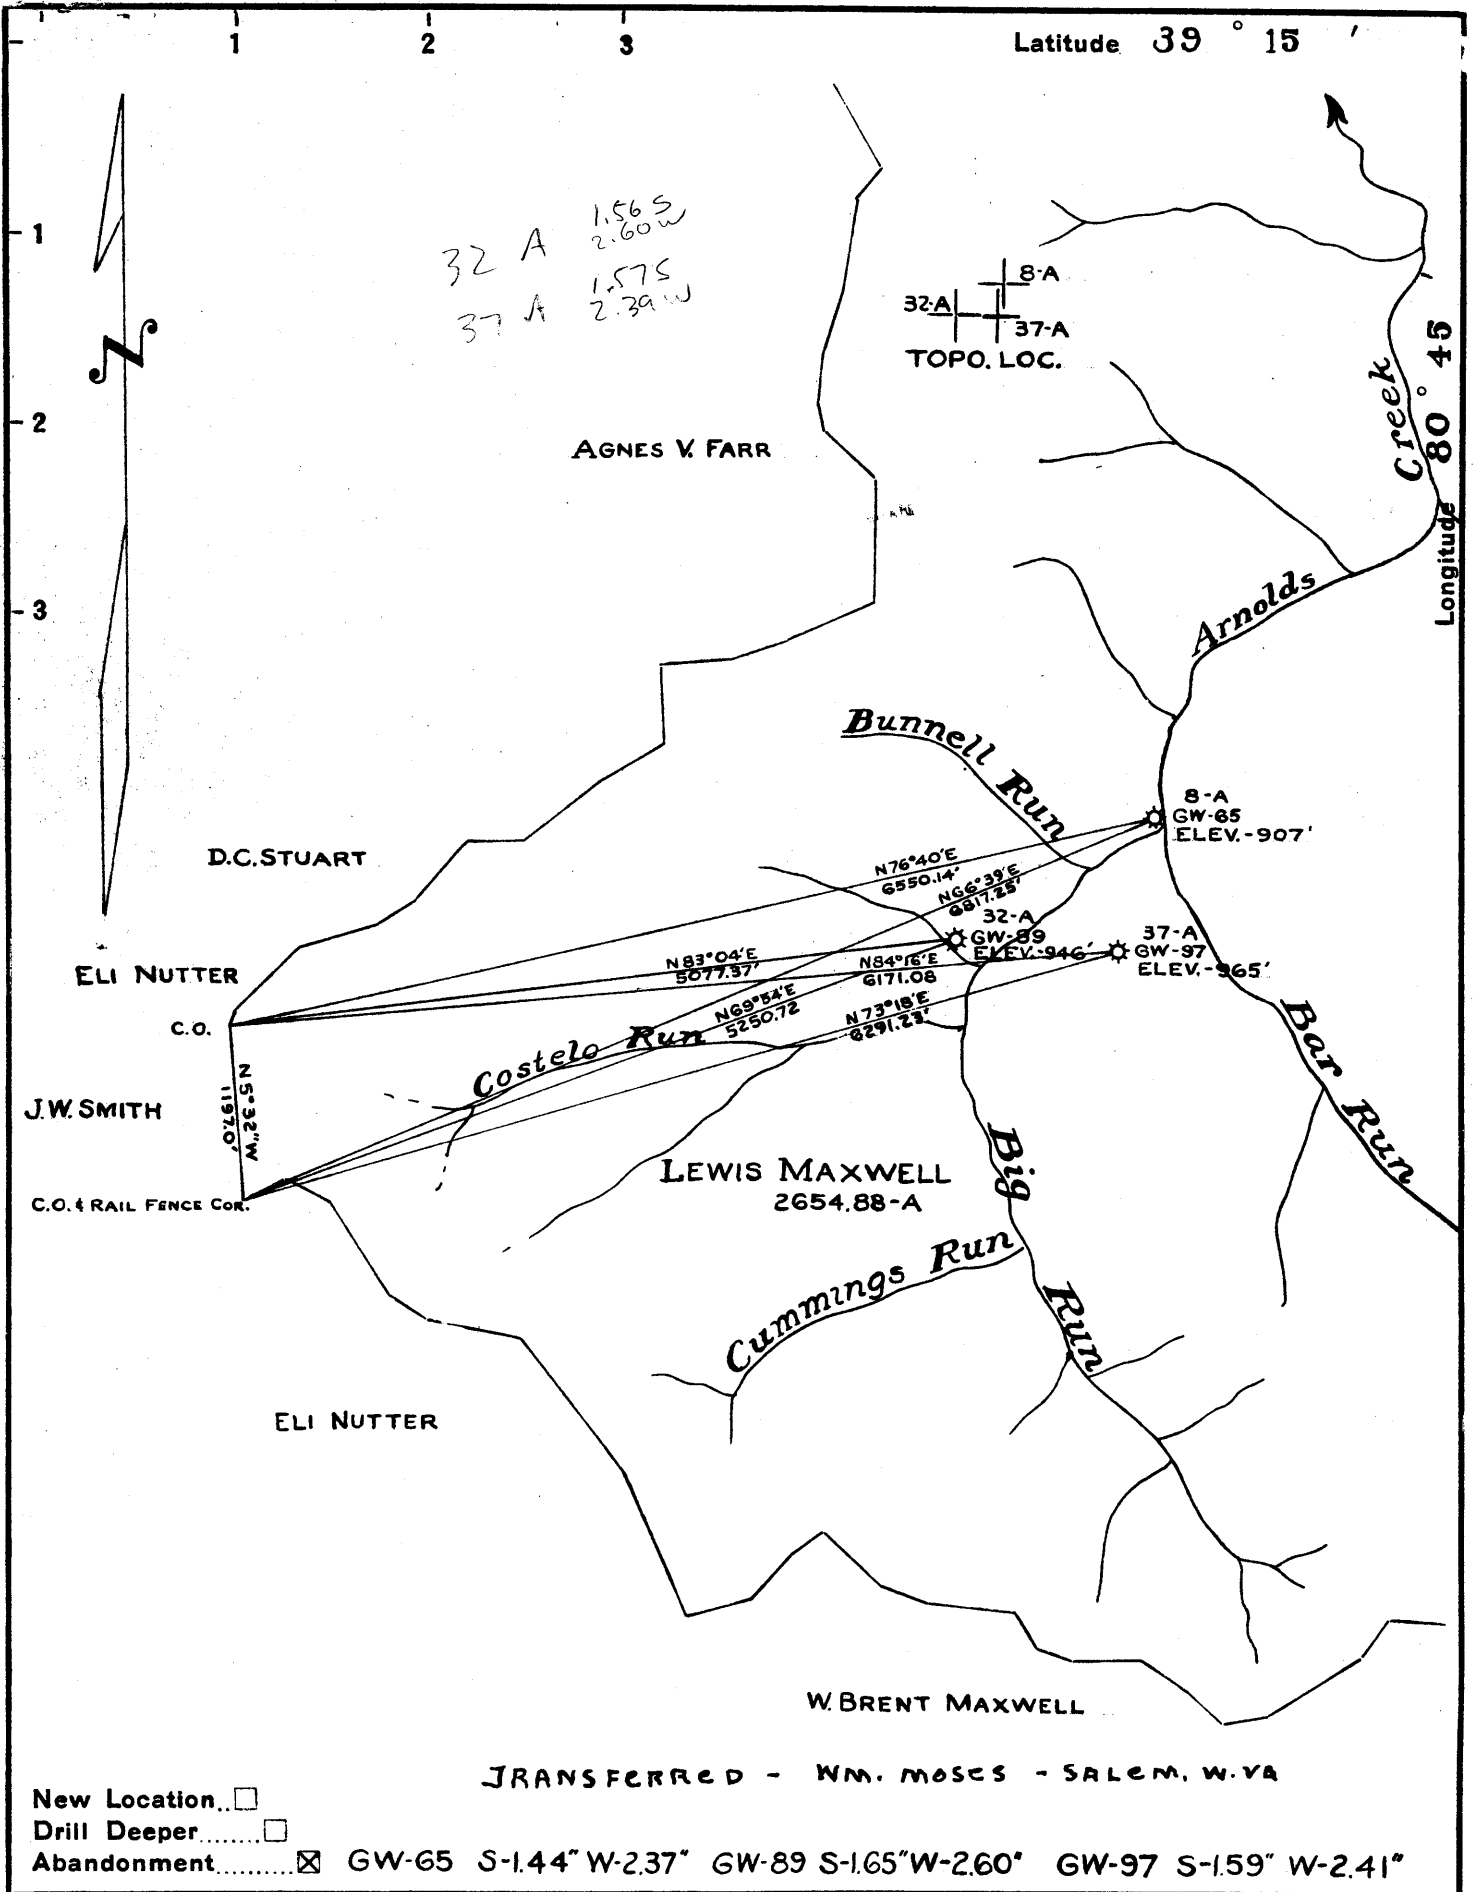 1 2 3
Latitude 39° 15'
1
2
3
1.56 S
2.60 W
32 A
1.57 S
2.39 W
37 A
8-A
32-A
37-A
TOPO. LOC.
Longitude 80° 45
Creek
AGNES V. FARR
Arnolds
Bunnell Run
8-A
GW-65
ELEV.-907'
D.C. STUART
N76°40'E
6550.14'
N66°39'E
6817.25'
32-A
GW-89
ELEV.-946'
37-A
GW-97
ELEV.-965'
ELI NUTTER
N83°04'E
5077.37'
N84°16'E
6171.08
N69°54'E
5250.72
N73°18'E
6291.23'
C.O.
Costelo Run
Bar Run
J.W. SMITH
N5°32"W
1197.0'
LEWIS MAXWELL
2654.88-A
Big Run
C.O. & RAIL FENCE COR.
Cummings Run
ELI NUTTER
W. BRENT MAXWELL
TRANSFERRED - WM. MOSES - SALEM, W. VA
New Location..
Drill Deeper........
Abandonment.......... ☒ GW-65 S-1.44" W-2.37" GW-89 S-1.65" W-2.60" GW-97 S-1.59" W-2.41"